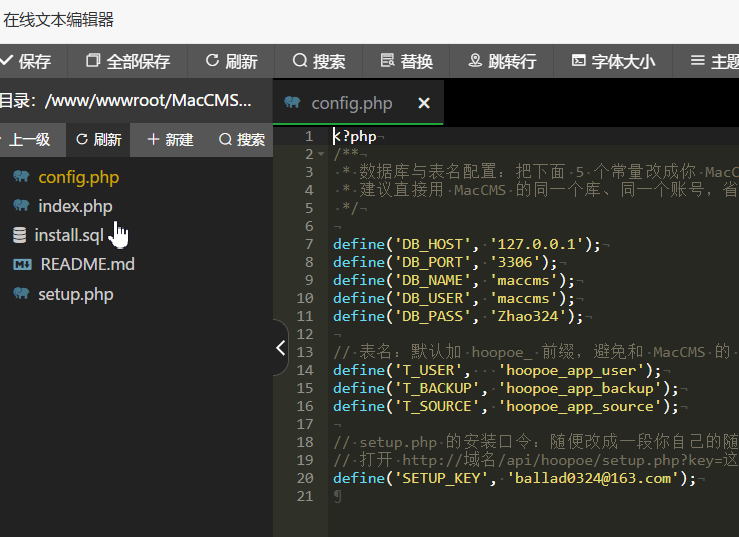 在线文本编辑器
保存 全部保存 刷新 搜索 替换 跳转行 字体大小 主题
目录: /www/wwwroot/MacCMS...
上一级 刷新 新建 搜索
config.php
index.php
install.sql
README.md
setup.php
config.php
1 <?php
2 /**
3 * 数据库与表名配置：把下面 5 个常量改成你 MacC
4 * 建议直接用 MacCMS 的同一个库、同一个账号，省
5 */
6
7 define('DB_HOST', '127.0.0.1');
8 define('DB_PORT', '3306');
9 define('DB_NAME', 'maccms');
10 define('DB_USER', 'maccms');
11 define('DB_PASS', 'Zhao324');
12
13 // 表名：默认加 hoopoe_ 前缀，避免和 MacCMS 的
14 define('T_USER', 'hoopoe_app_user');
15 define('T_BACKUP', 'hoopoe_app_backup');
16 define('T_SOURCE', 'hoopoe_app_source');
17
18 // setup.php 的安装口令：随便改成一段你自己的随
19 // 打开 http://域名/api/hoopoe/setup.php?key=这
20 define('SETUP_KEY', 'ballad0324@163.com');
21